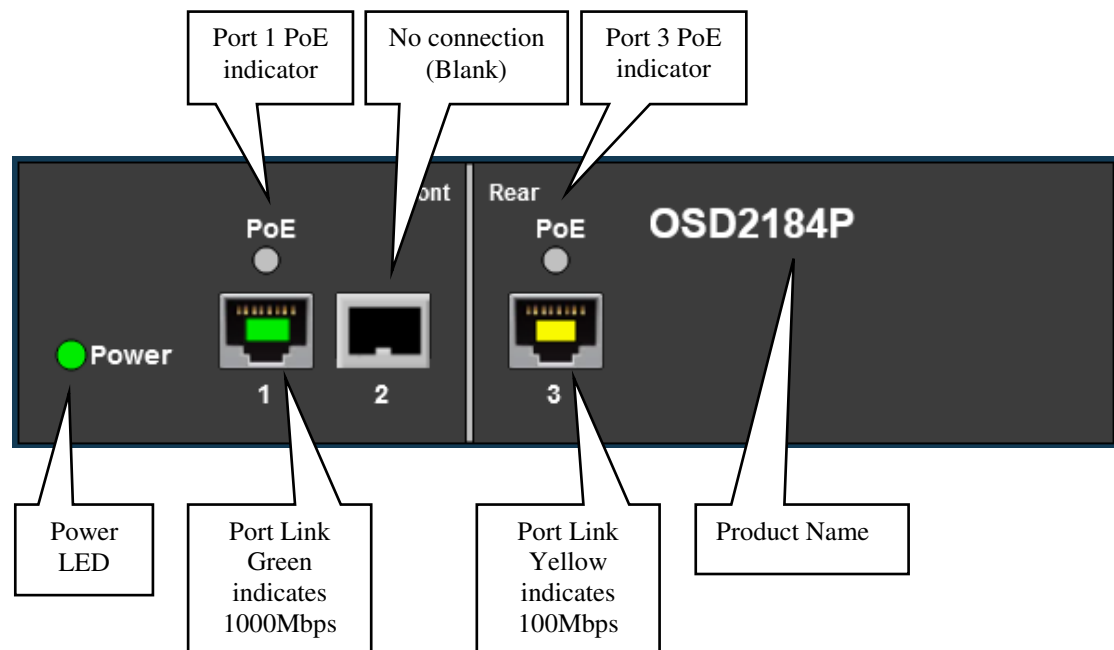 Port 1 PoE
indicator
No connection
(Blank)
Port 3 PoE
indicator
ont
Rear
PoE
PoE
OSD2184P
Power
1
2
3
Power
LED
Port Link
Green
indicates
1000Mbps
Port Link
Yellow
indicates
100Mbps
Product Name